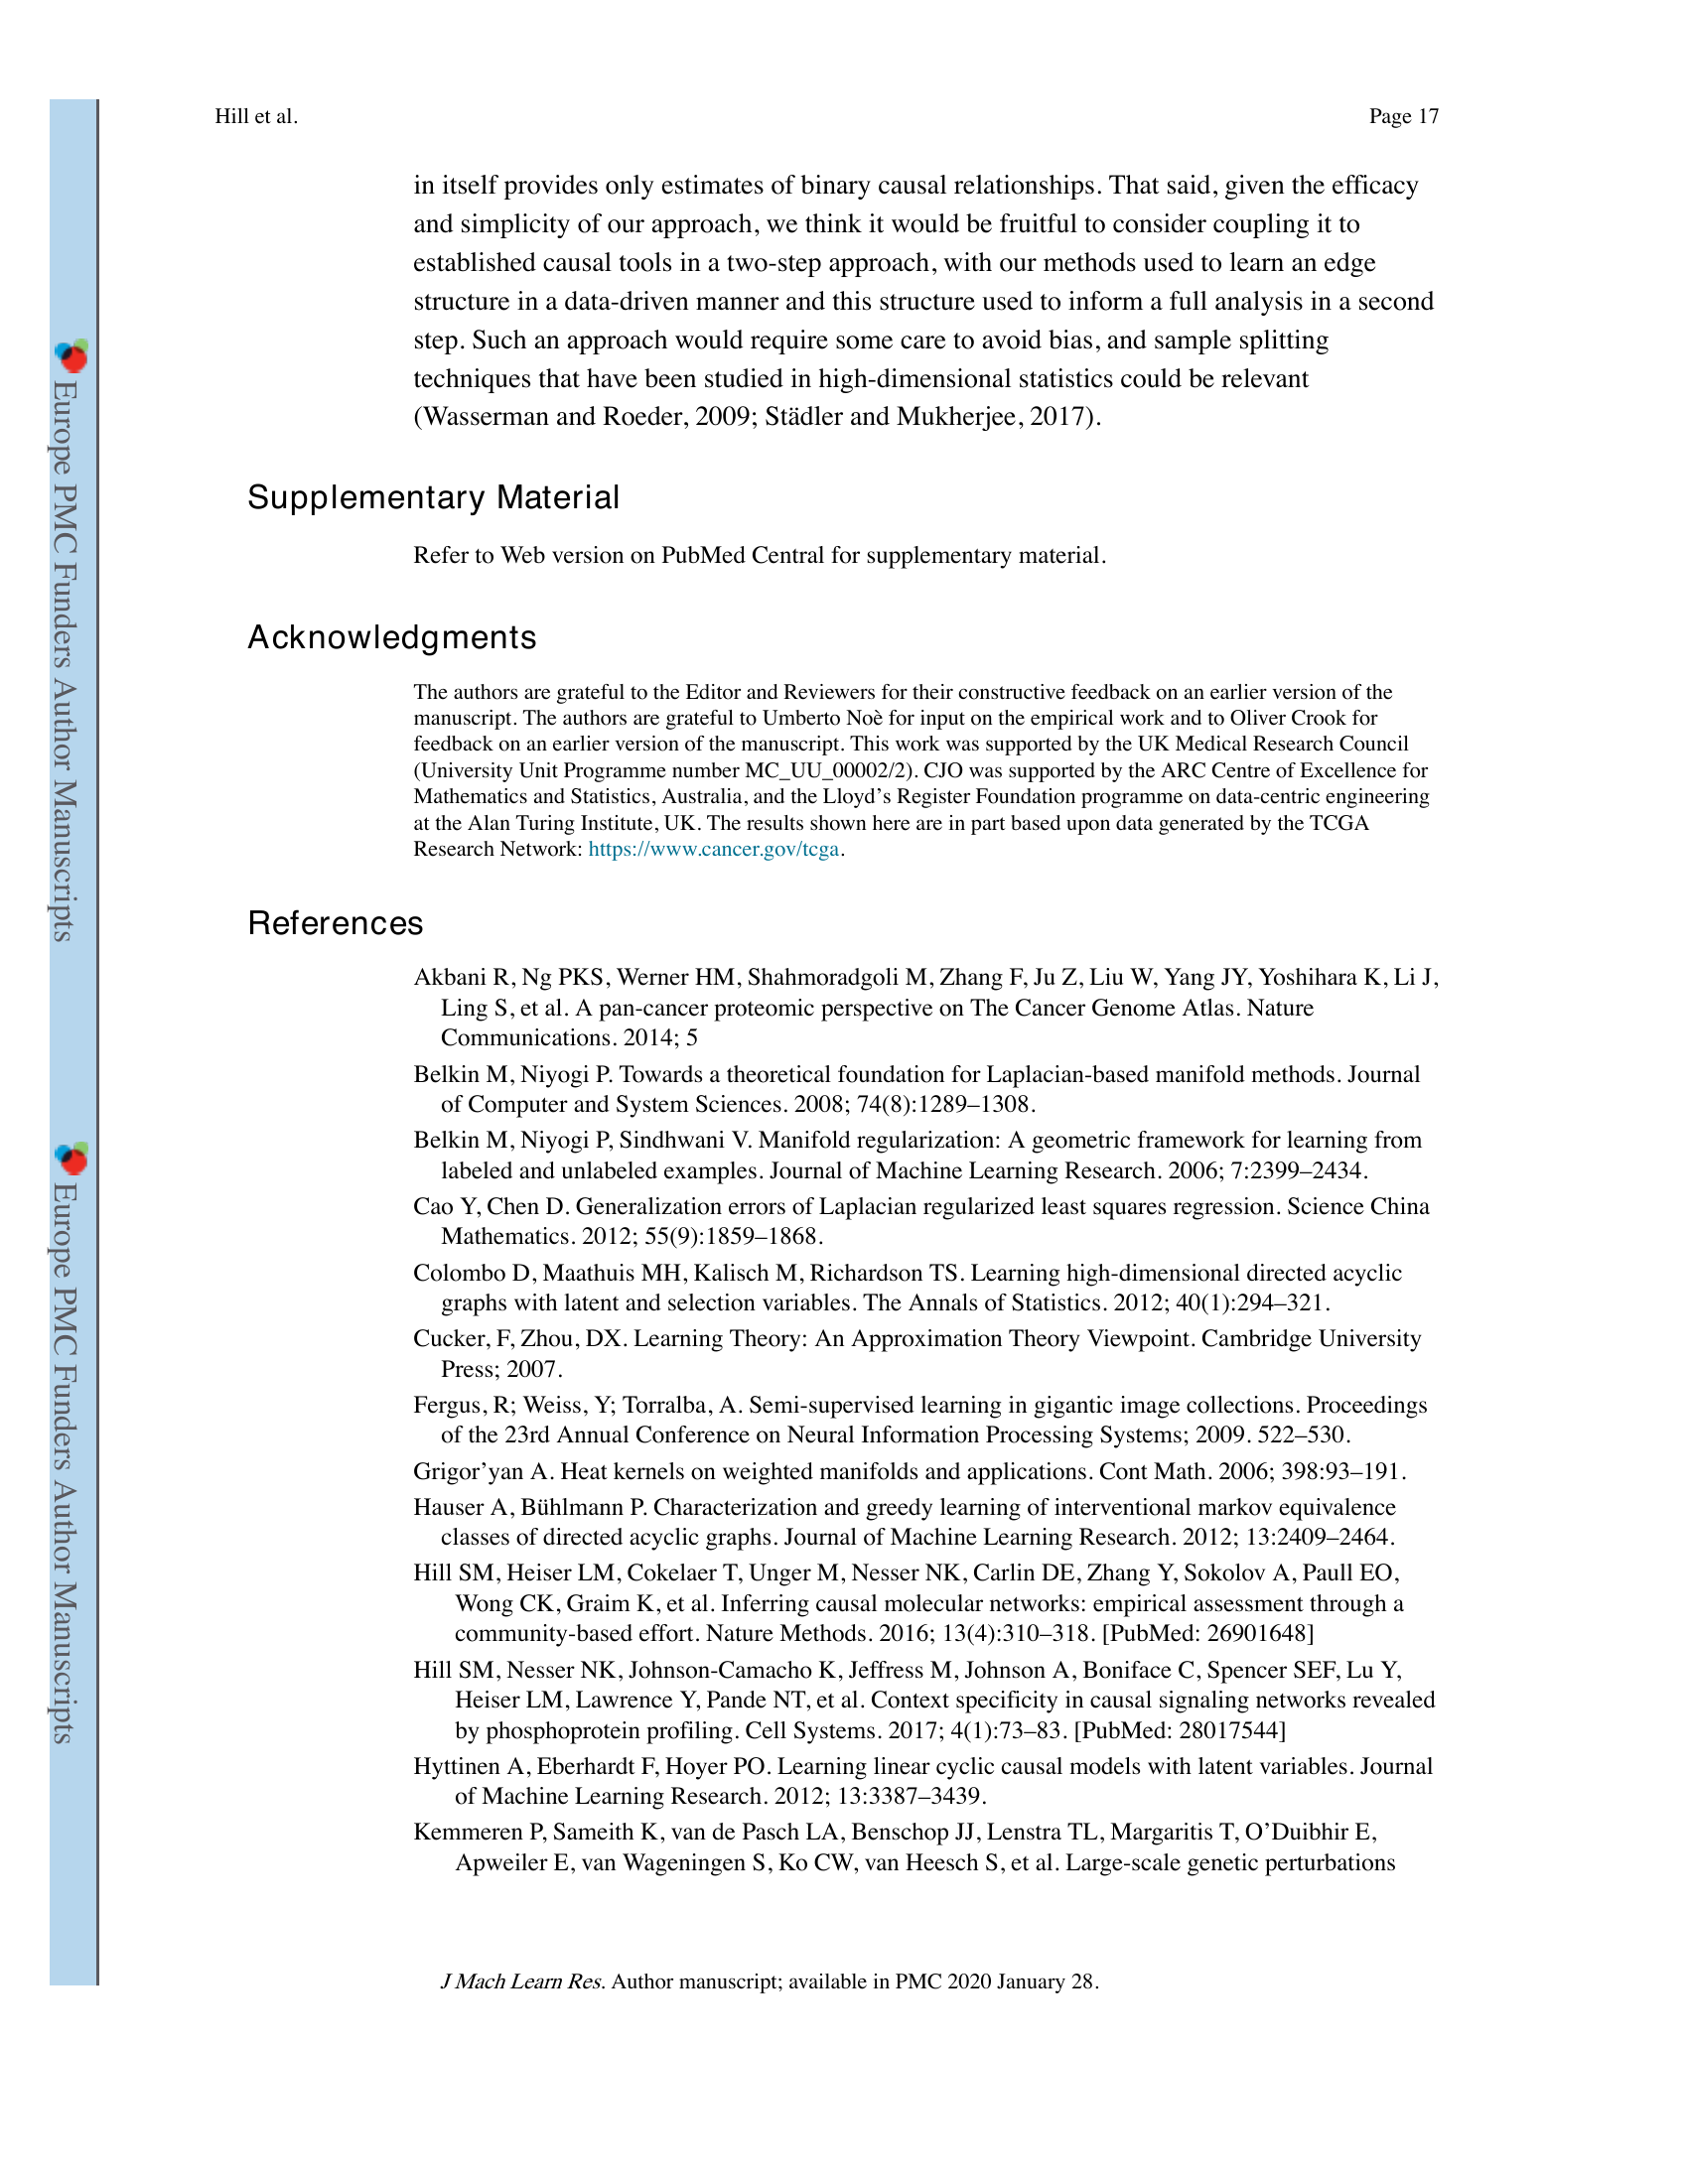 Hill et al.
Page 17
in itself provides only estimates of binary causal relationships. That said, given the efficacy
and simplicity of our approach, we think it would be fruitful to consider coupling it to
established causal tools in a two-step approach, with our methods used to learn an edge
structure in a data-driven manner and this structure used to inform a full analysis in a second
step. Such an approach would require some care to avoid bias, and sample splitting
techniques that have been studied in high-dimensional statistics could be relevant
(Wasserman and Roeder, 2009; Städler and Mukherjee, 2017).
Supplementary Material
Refer to Web version on PubMed Central for supplementary material.
Acknowledgments
The authors are grateful to the Editor and Reviewers for their constructive feedback on an earlier version of the
manuscript. The authors are grateful to Umberto Noè for input on the empirical work and to Oliver Crook for
feedback on an earlier version of the manuscript. This work was supported by the UK Medical Research Council
(University Unit Programme number MC_UU_00002/2). CJO was supported by the ARC Centre of Excellence for
Mathematics and Statistics, Australia, and the Lloyd’s Register Foundation programme on data-centric engineering
at the Alan Turing Institute, UK. The results shown here are in part based upon data generated by the TCGA
Research Network: https://www.cancer.gov/tcga.
References
Akbani R, Ng PKS, Werner HM, Shahmoradgoli M, Zhang F, Ju Z, Liu W, Yang JY, Yoshihara K, Li J,
Ling S, et al. A pan-cancer proteomic perspective on The Cancer Genome Atlas. Nature
Communications. 2014; 5
Belkin M, Niyogi P. Towards a theoretical foundation for Laplacian-based manifold methods. Journal
of Computer and System Sciences. 2008; 74(8):1289–1308.
Belkin M, Niyogi P, Sindhwani V. Manifold regularization: A geometric framework for learning from
labeled and unlabeled examples. Journal of Machine Learning Research. 2006; 7:2399–2434.
Cao Y, Chen D. Generalization errors of Laplacian regularized least squares regression. Science China
Mathematics. 2012; 55(9):1859–1868.
Colombo D, Maathuis MH, Kalisch M, Richardson TS. Learning high-dimensional directed acyclic
graphs with latent and selection variables. The Annals of Statistics. 2012; 40(1):294–321.
Cucker, F, Zhou, DX. Learning Theory: An Approximation Theory Viewpoint. Cambridge University
Press; 2007.
Fergus, R; Weiss, Y; Torralba, A. Semi-supervised learning in gigantic image collections. Proceedings
of the 23rd Annual Conference on Neural Information Processing Systems; 2009. 522–530.
Grigor’yan A. Heat kernels on weighted manifolds and applications. Cont Math. 2006; 398:93–191.
Hauser A, Bühlmann P. Characterization and greedy learning of interventional markov equivalence
classes of directed acyclic graphs. Journal of Machine Learning Research. 2012; 13:2409–2464.
Hill SM, Heiser LM, Cokelaer T, Unger M, Nesser NK, Carlin DE, Zhang Y, Sokolov A, Paull EO,
Wong CK, Graim K, et al. Inferring causal molecular networks: empirical assessment through a
community-based effort. Nature Methods. 2016; 13(4):310–318. [PubMed: 26901648]
Hill SM, Nesser NK, Johnson-Camacho K, Jeffress M, Johnson A, Boniface C, Spencer SEF, Lu Y,
Heiser LM, Lawrence Y, Pande NT, et al. Context specificity in causal signaling networks revealed
by phosphoprotein profiling. Cell Systems. 2017; 4(1):73–83. [PubMed: 28017544]
Hyttinen A, Eberhardt F, Hoyer PO. Learning linear cyclic causal models with latent variables. Journal
of Machine Learning Research. 2012; 13:3387–3439.
Kemmeren P, Sameith K, van de Pasch LA, Benschop JJ, Lenstra TL, Margaritis T, O’Duibhir E,
Apweiler E, van Wageningen S, Ko CW, van Heesch S, et al. Large-scale genetic perturbations
J Mach Learn Res. Author manuscript; available in PMC 2020 January 28.
Europe PMC Funders Author Manuscripts
Europe PMC Funders Author Manuscripts